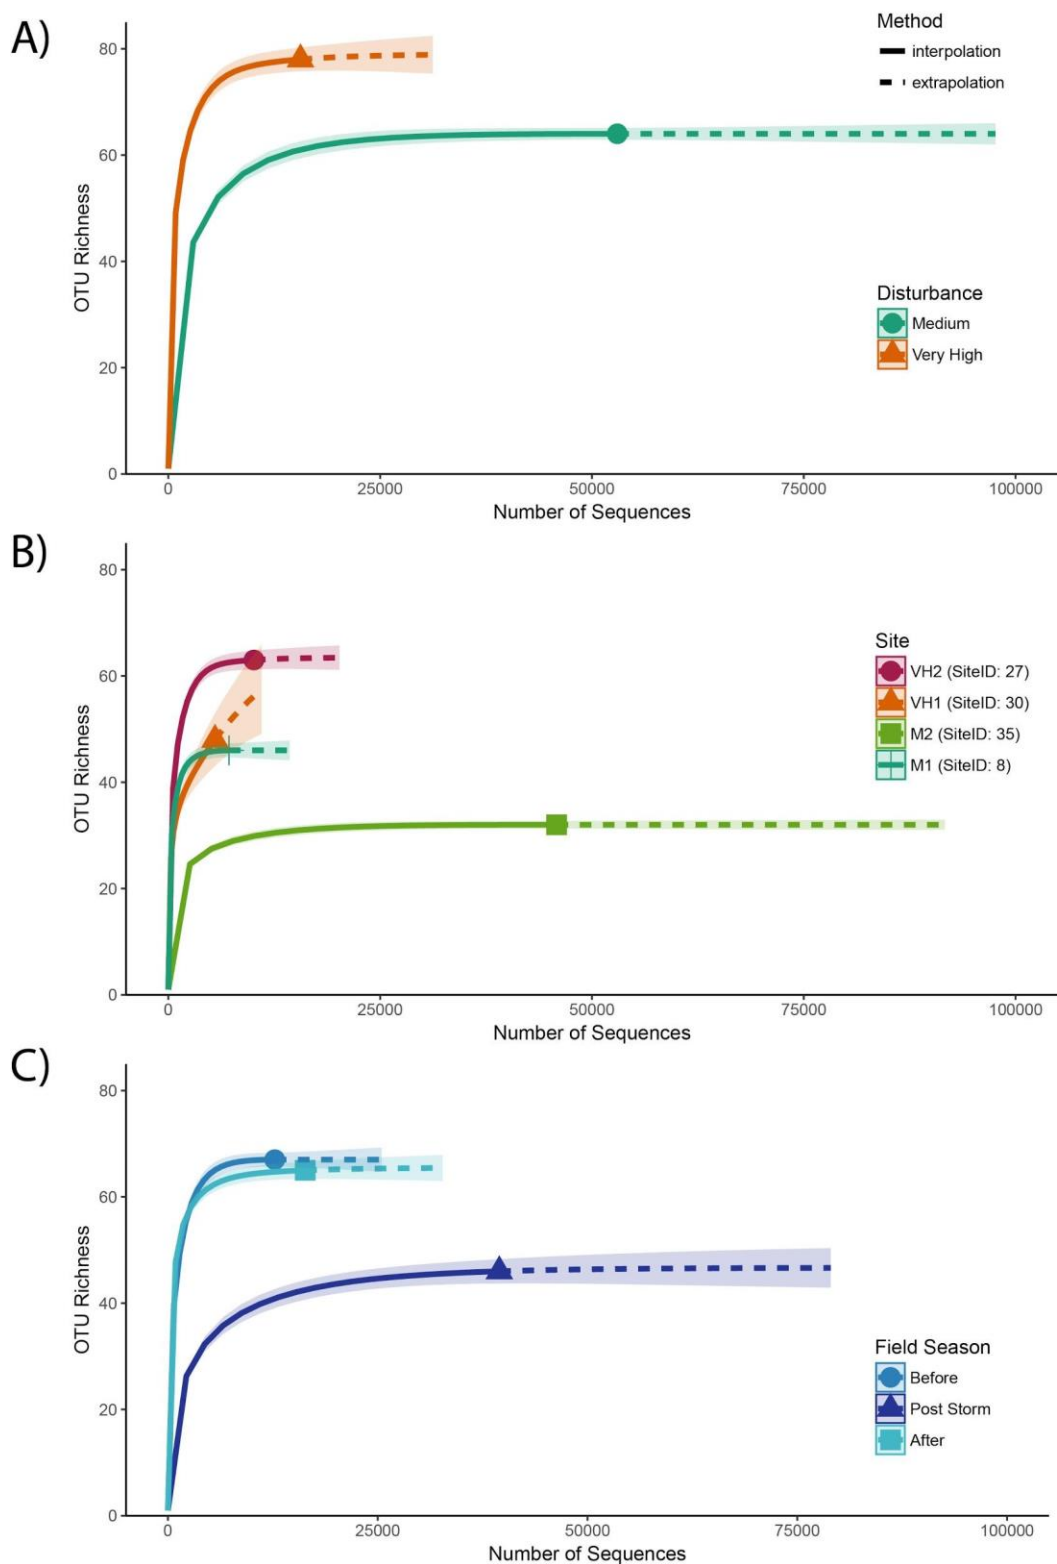 A)
Method
interpolation
extrapolation
80
60
40
20
0
OTU Richness
Disturbance
Medium
Very High
0 25000 50000 75000 100000
Number of Sequences
B)
80
60
40
20
0
OTU Richness
Site
VH2 (SiteID: 27)
VH1 (SiteID: 30)
M2 (SiteID: 35)
M1 (SiteID: 8)
0 25000 50000 75000 100000
Number of Sequences
C)
80
60
40
20
0
OTU Richness
Field Season
Before
Post Storm
After
0 25000 50000 75000 100000
Number of Sequences